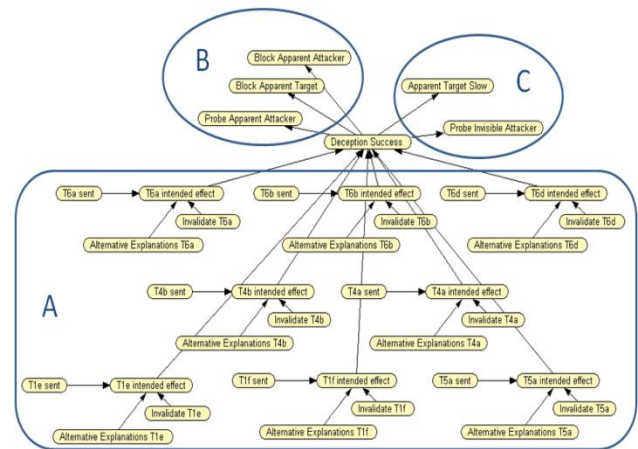 B
Block Apparent Attacker
Block Apparent Target
Probe Apparent Attacker
C
Apparent Target Slow
Probe Invisible Attacker
Deception Success
A
T6a sent
T6a intended effect
Invalidate T6a
Alternative Explanations T6a
T6b sent
T6b intended effect
Invalidate T6b
Alternative Explanations T6b
T6d sent
T6d intended effect
Invalidate T6d
Alternative Explanations T6d
T4b sent
T4b intended effect
Invalidate T4b
Alternative Explanations T4b
T4a sent
T4a intended effect
Invalidate T4a
Alternative Explanations T4a
T1e sent
T1e intended effect
Invalidate T1e
Alternative Explanations T1e
T1f sent
T1f intended effect
Invalidate T1f
Alternative Explanations T1f
T5a sent
T5a intended effect
Invalidate T5a
Alternative Explanations T5a